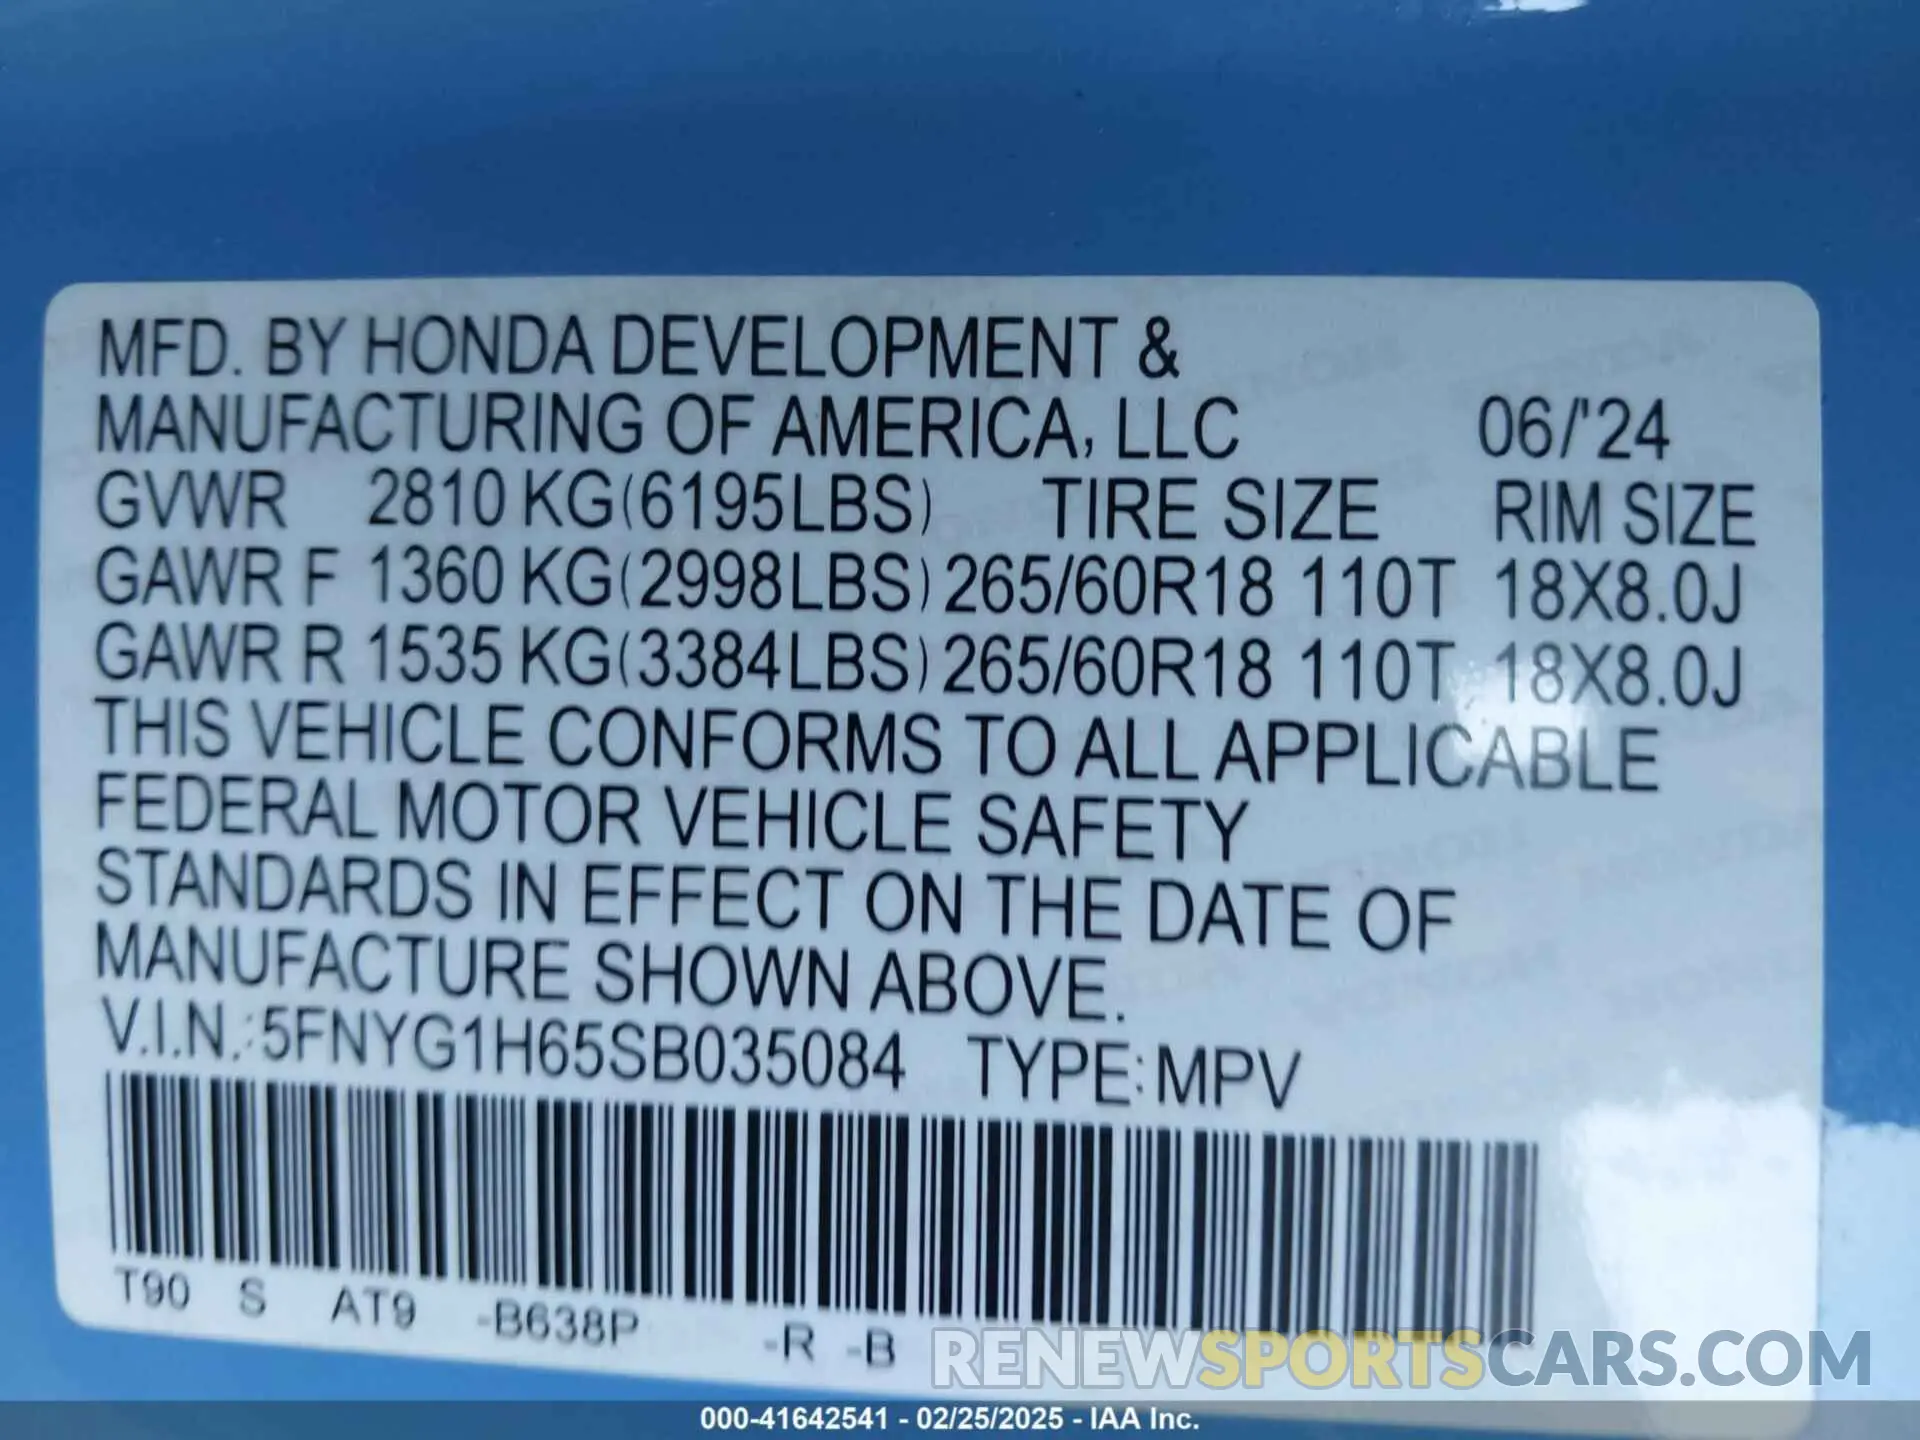 MFD. BY HONDA DEVELOPMENT &
MANUFACTURING OF AMERICA, LLC 06/'24
GVWR 2810 KG(6195LBS) TIRE SIZE RIM SIZE
GAWR F 1360 KG(2998LBS) 265/60R18 110T 18X8.0J
GAWR R 1535 KG(3384LBS) 265/60R18 110T 18X8.0J
THIS VEHICLE CONFORMS TO ALL APPLICABLE
FEDERAL MOTOR VEHICLE SAFETY
STANDARDS IN EFFECT ON THE DATE OF
MANUFACTURE SHOWN ABOVE.
V.I.N.:5FNYG1H65SB035084 TYPE:MPV
T90 S AT9 -B638P -R -B
RENEWSPORTSCARS.COM
000-41642541 - 02/25/2025 - IAA Inc.